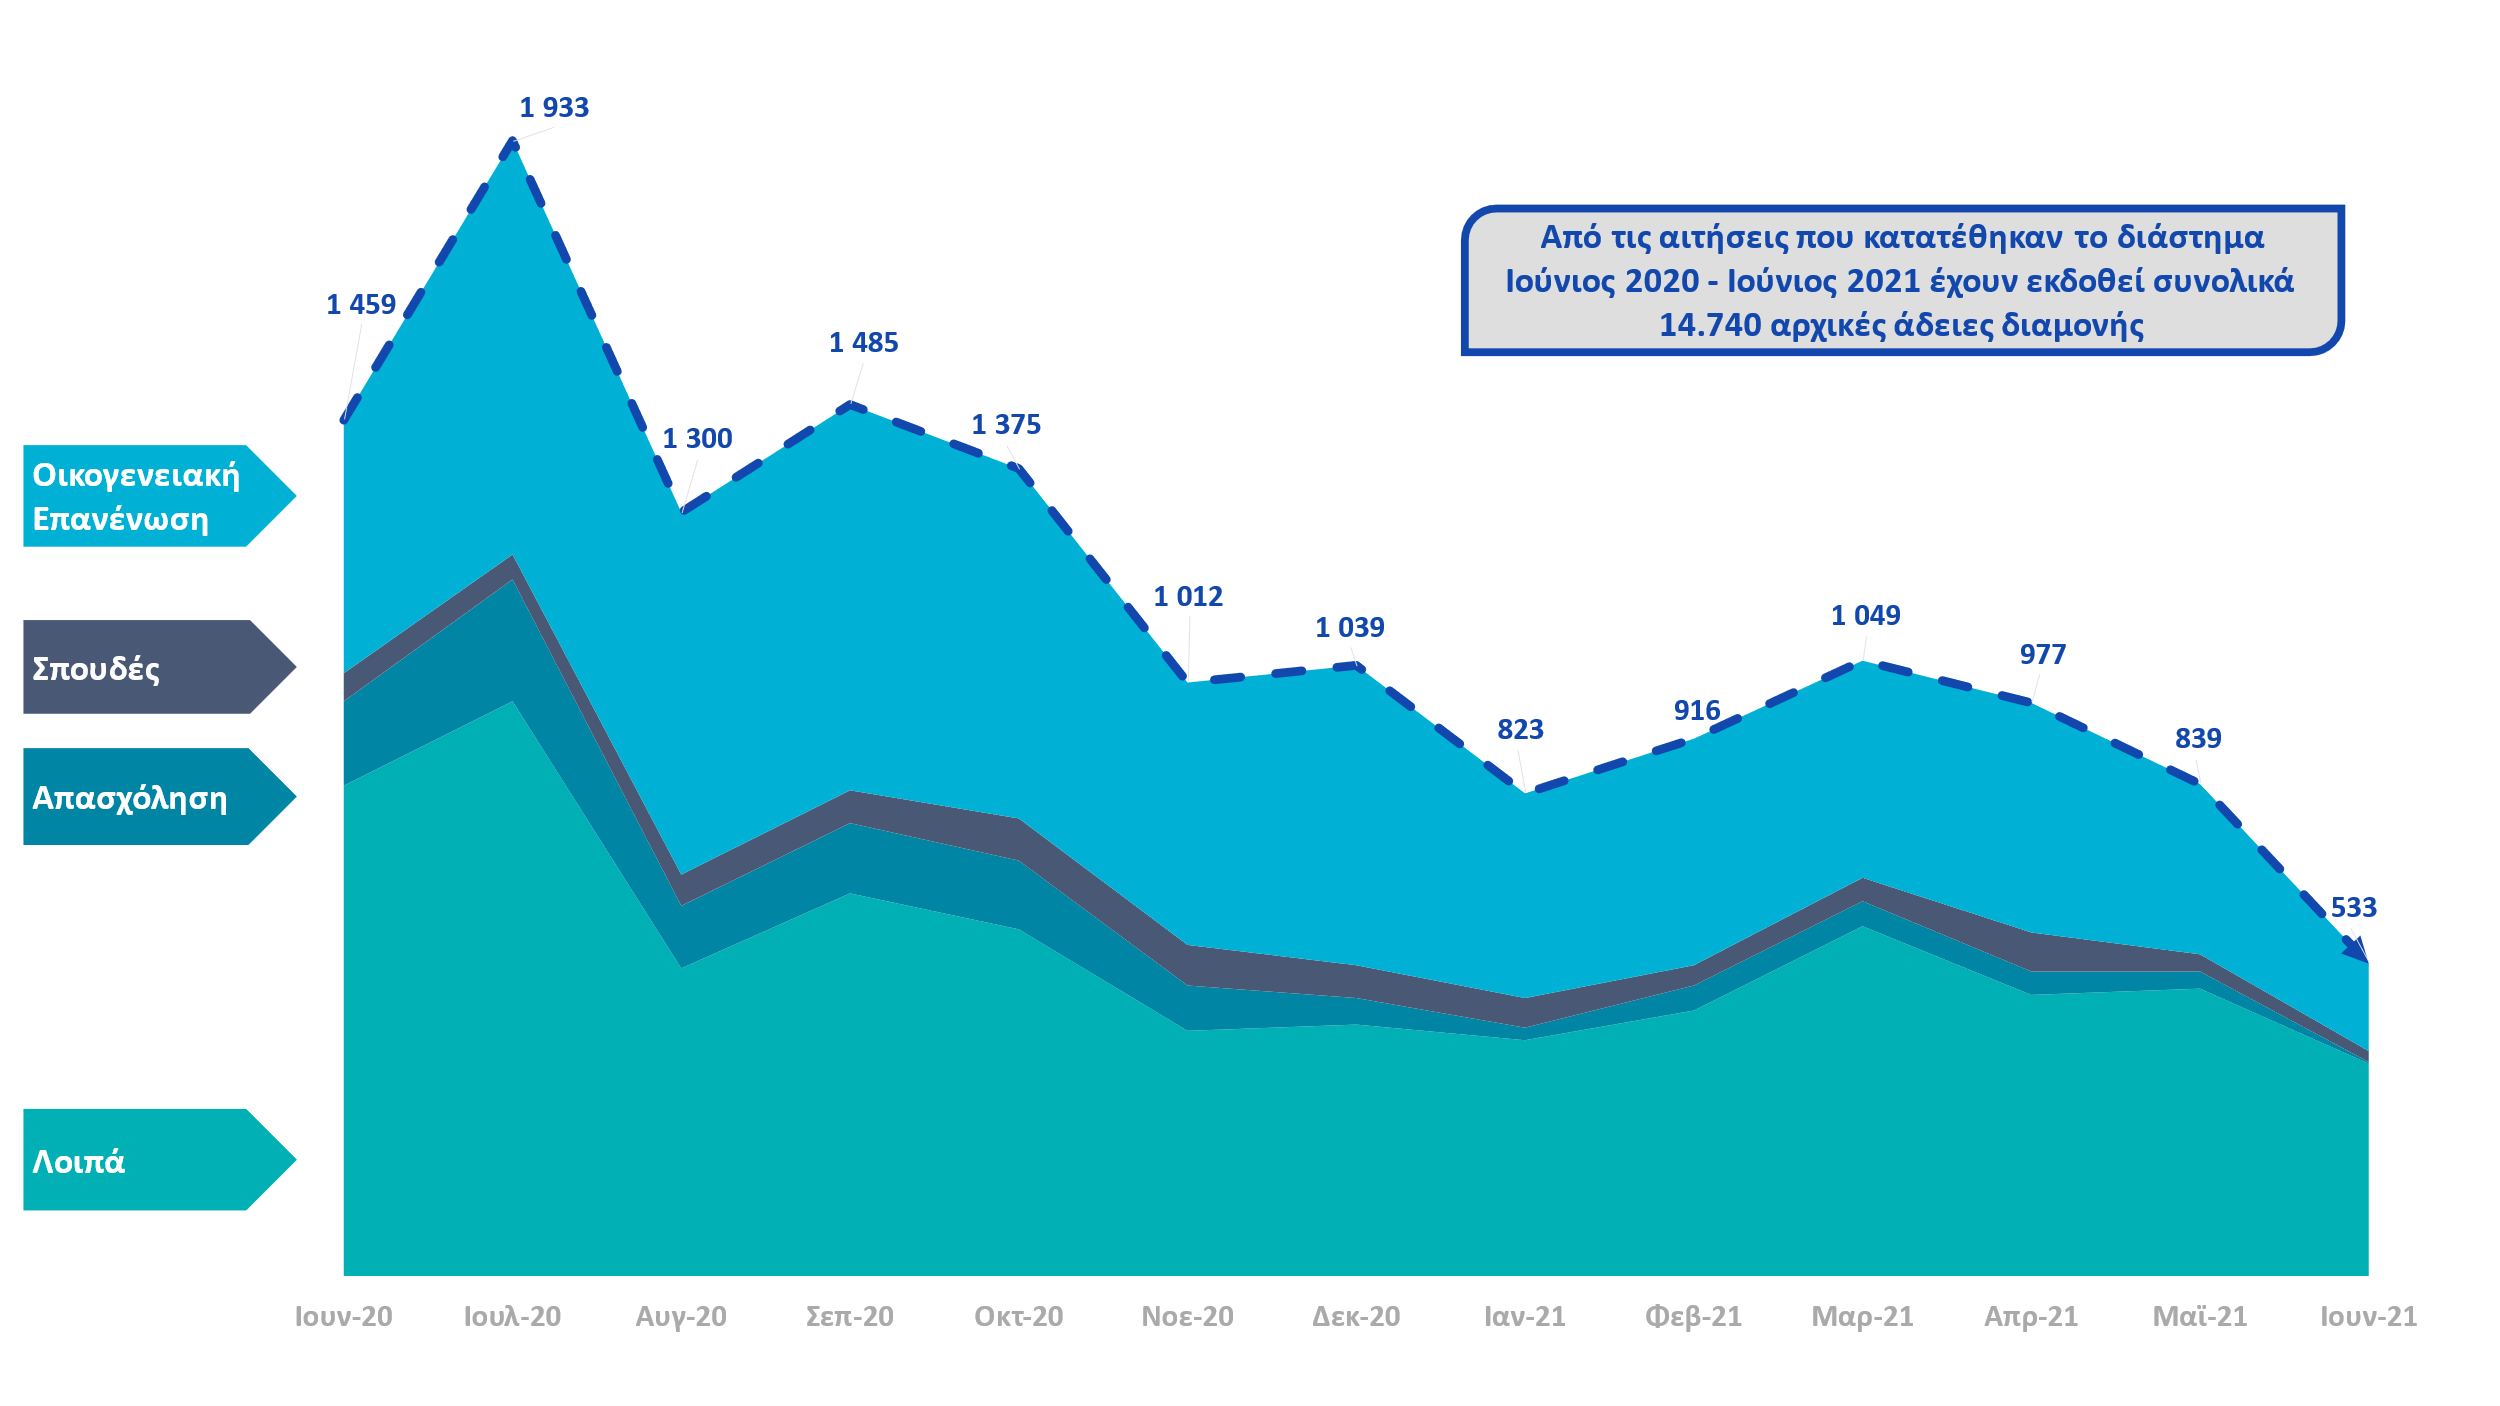 1 933
1 459
1 485
1 375
1 300
1 012
1 039
823
916
1 049
977
839
533
Από τις αιτήσεις που κατατέθηκαν το διάστημα
Ιούνιος 2020 - Ιούνιος 2021 έχουν εκδοθεί συνολικά
14.740 αρχικές άδειες διαμονής
Οικογενειακή
Επανένωση
Σπουδές
Απασχόληση
Λοιπά
Ιουν-20
Ιουλ-20
Αυγ-20
Σεπ-20
Οκτ-20
Νοε-20
Δεκ-20
Ιαν-21
Φεβ-21
Μαρ-21
Απρ-21
Μαϊ-21
Ιουν-21